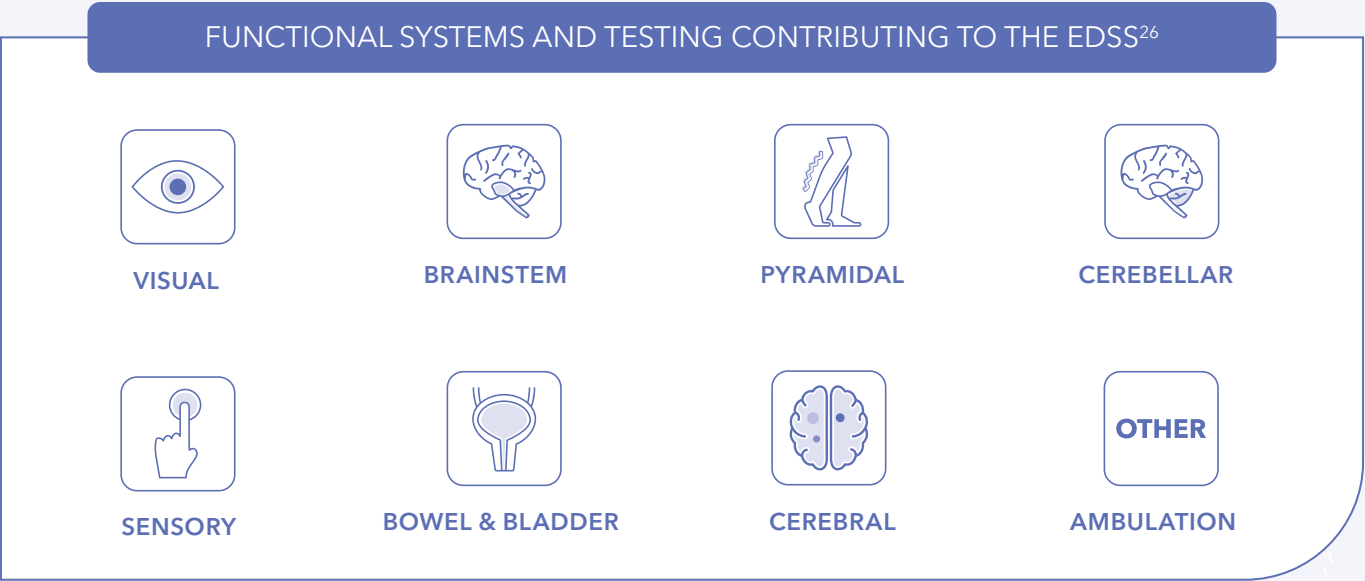 FUNCTIONAL SYSTEMS AND TESTING CONTRIBUTING TO THE EDSS26
VISUAL
BRAINSTEM
PYRAMIDAL
CEREBELLAR
SENSORY
BOWEL & BLADDER
CEREBRAL
OTHER
AMBULATION